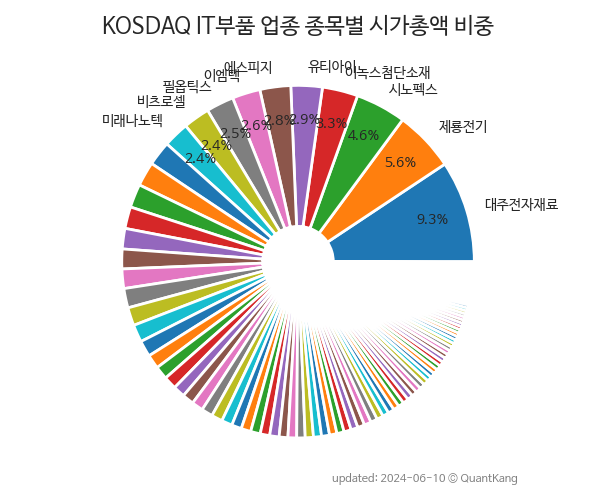 KOSDAQ IT부품 업종 종목별 시가총액 비중
대주전자재료
제룡전기
시노펙스
이녹스첨단소재
유티아이
에스피지
이엠텍
필옵틱스
비츠로셀
미래나노텍
9.3%
5.6%
4.6%
3.3%
2.9%
2.8%
2.6%
2.5%
2.4%
2.4%
updated: 2024-06-10 © QuantKang